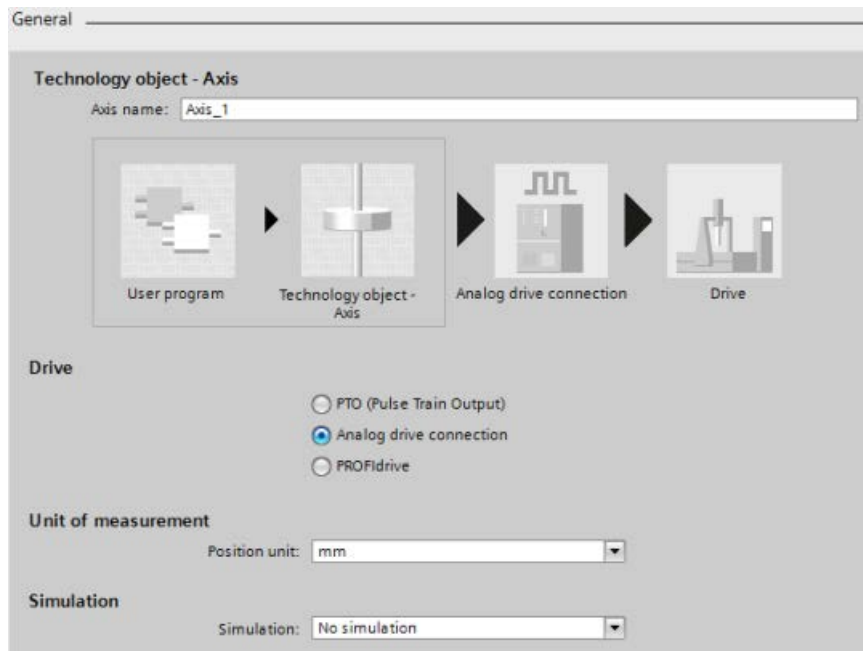 General
Technology object - Axis
Axis name: Axis_1
User program
Technology object -
Axis
Analog drive connection
Drive
Drive
PTO (Pulse Train Output)
Analog drive connection
PROFIdrive
Unit of measurement
Position unit: mm
Simulation
Simulation: No simulation